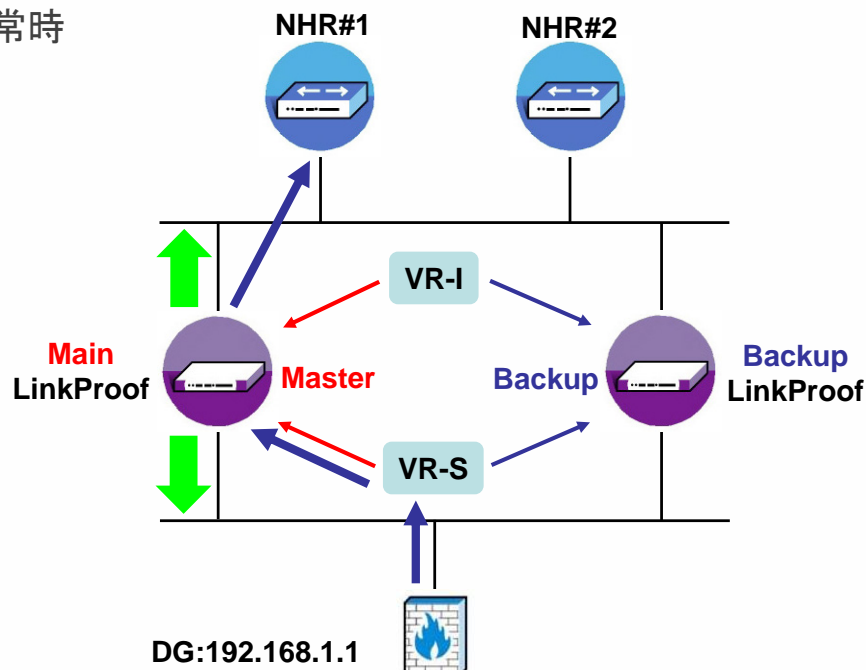 常時
NHR#1
NHR#2
VR-I
Main
LinkProof
Master
Backup
Backup
LinkProof
VR-S
DG:192.168.1.1